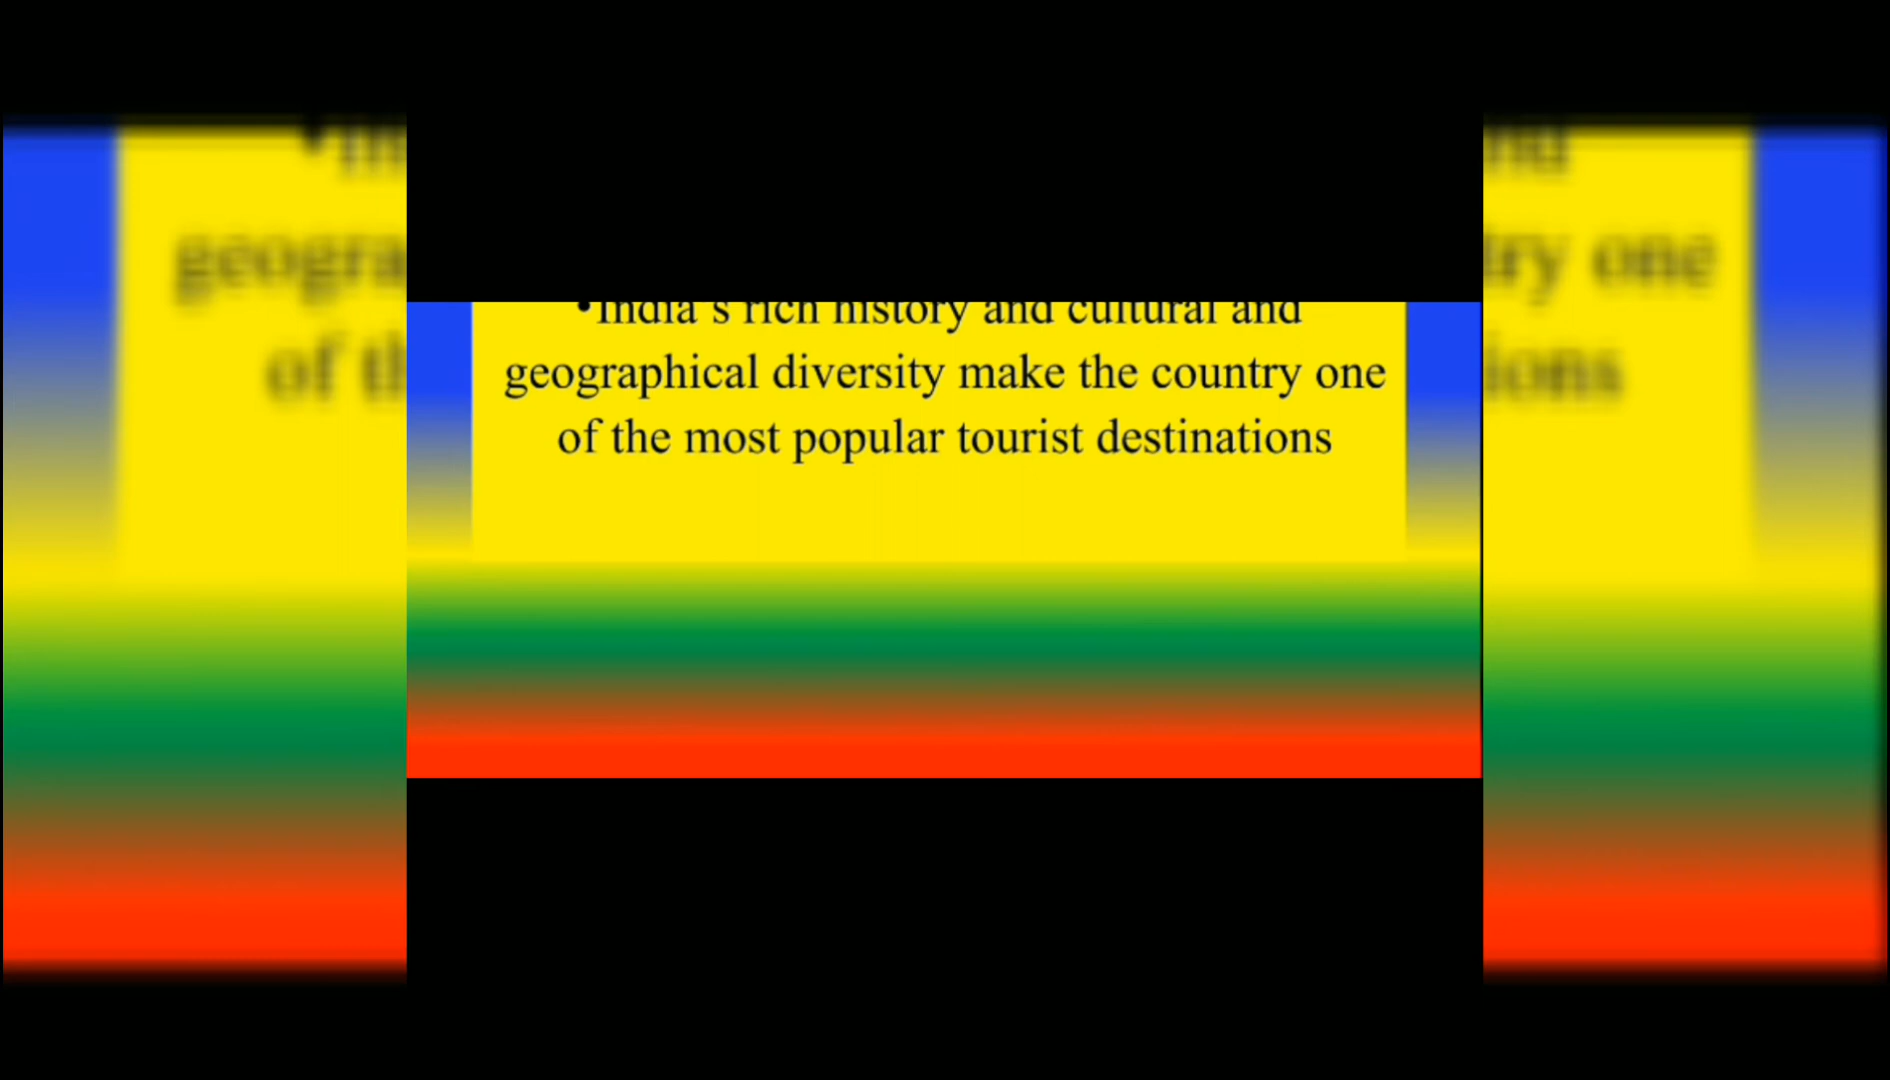 •India's rich history and cultural and
geographical diversity make the country one
of the most popular tourist destinations